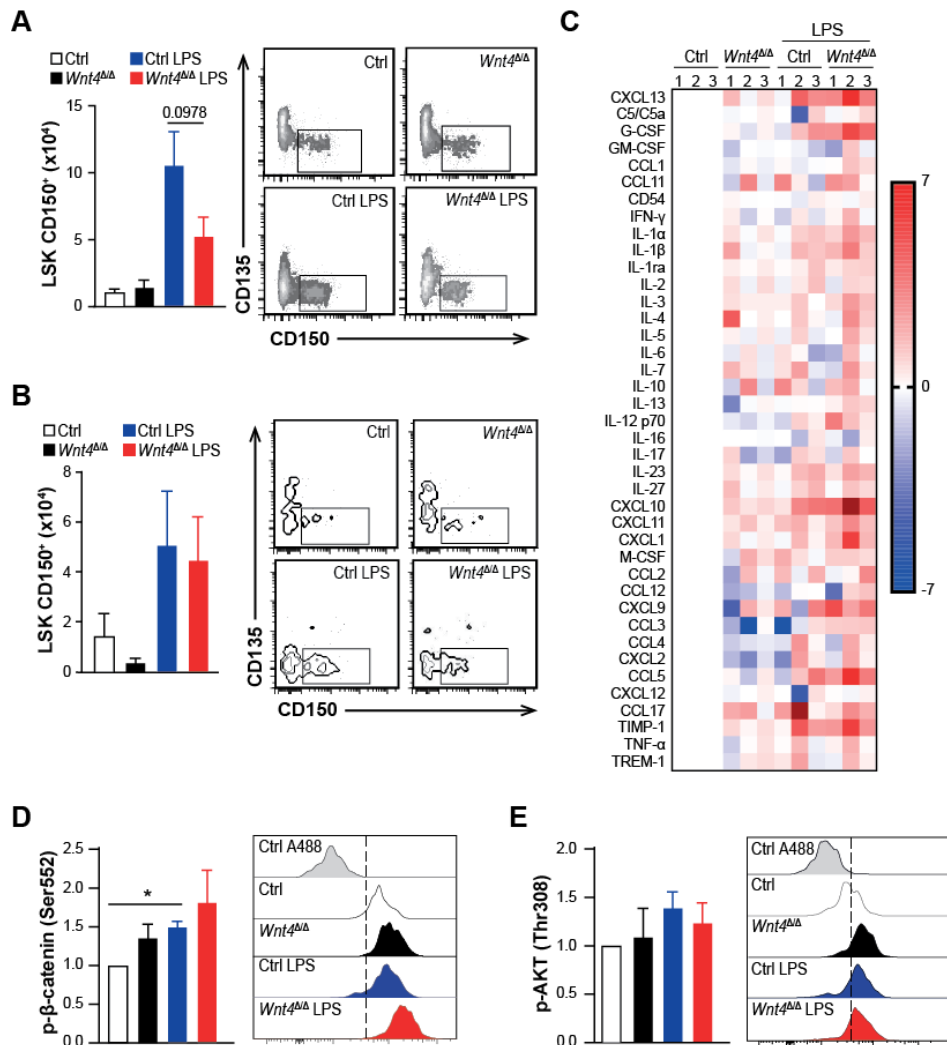 A
Ctrl Ctrl LPS
Wnt4Δ/Δ Wnt4Δ/Δ LPS
LSK CD150+ (x10⁴)
15
10
5
0
0.0978
Ctrl
Wnt4Δ/Δ
Ctrl LPS
Wnt4Δ/Δ LPS
CD135
CD150
B
Ctrl Ctrl LPS
Wnt4Δ/Δ Wnt4Δ/Δ LPS
LSK CD150+ (x10⁴)
8
6
4
2
0
Ctrl
Wnt4Δ/Δ
Ctrl LPS
Wnt4Δ/Δ LPS
CD135
CD150
C
LPS
Ctrl Wnt4Δ/Δ Ctrl Wnt4Δ/Δ
1 2 3 1 2 3 1 2 3 1 2 3
CXCL13
C5/C5a
G-CSF
GM-CSF
CCL1
CCL11
CD54
IFN-γ
IL-1α
IL-1β
IL-1ra
IL-2
IL-3
IL-4
IL-5
IL-6
IL-7
IL-10
IL-13
IL-12 p70
IL-16
IL-17
IL-23
IL-27
CXCL10
CXCL11
CXCL1
M-CSF
CCL2
CCL12
CXCL9
CCL3
CCL4
CXCL2
CCL5
CXCL12
CCL17
TIMP-1
TNF-α
TREM-1
7
0
-7
D
p-β-catenin (Ser552)
2.5
2.0
1.5
1.0
0.5
0.0
*
Ctrl A488
Ctrl
Wnt4Δ/Δ
Ctrl LPS
Wnt4Δ/Δ LPS
E
p-AKT (Thr308)
2.0
1.5
1.0
0.5
0.0
Ctrl A488
Ctrl
Wnt4Δ/Δ
Ctrl LPS
Wnt4Δ/Δ LPS